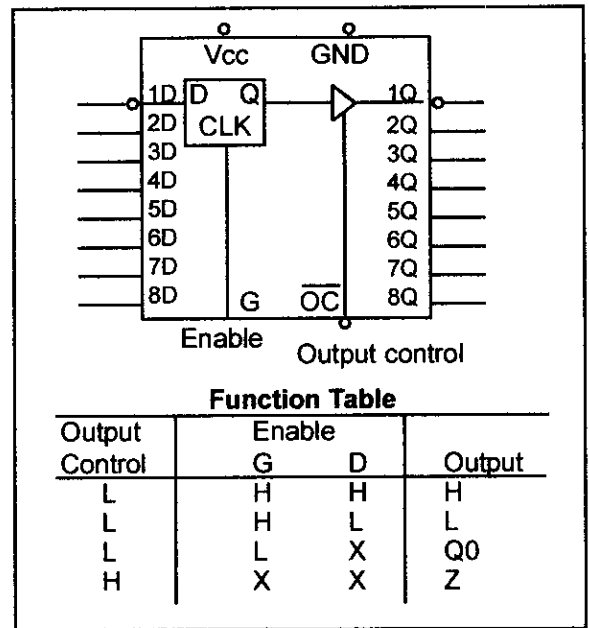 Vcc GND
1D D Q 1Q
2D CLK 2Q
3D 3Q
4D 4Q
5D 5Q
6D 6Q
7D 7Q
8D G OC 8Q
Enable
Output control
Function Table
Output Enable
Control G D Output
L H H H
L H L L
L L X Q0
H X X Z